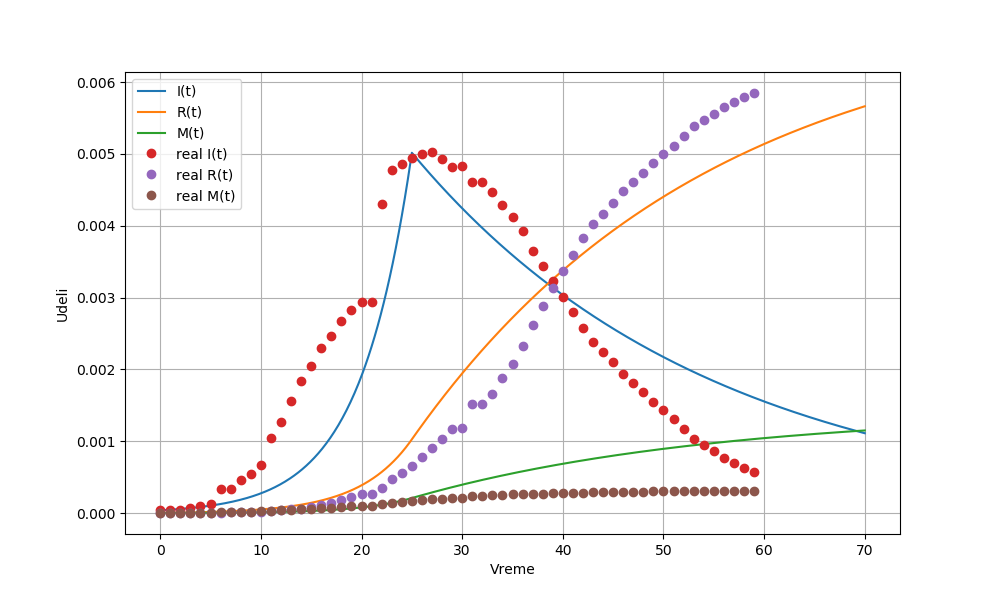 I(t)
R(t)
M(t)
real I(t)
real R(t)
real M(t)
0.006
0.005
0.004
0.003
0.002
0.001
0.000
Udeli
0 10 20 30 40 50 60 70
Vreme